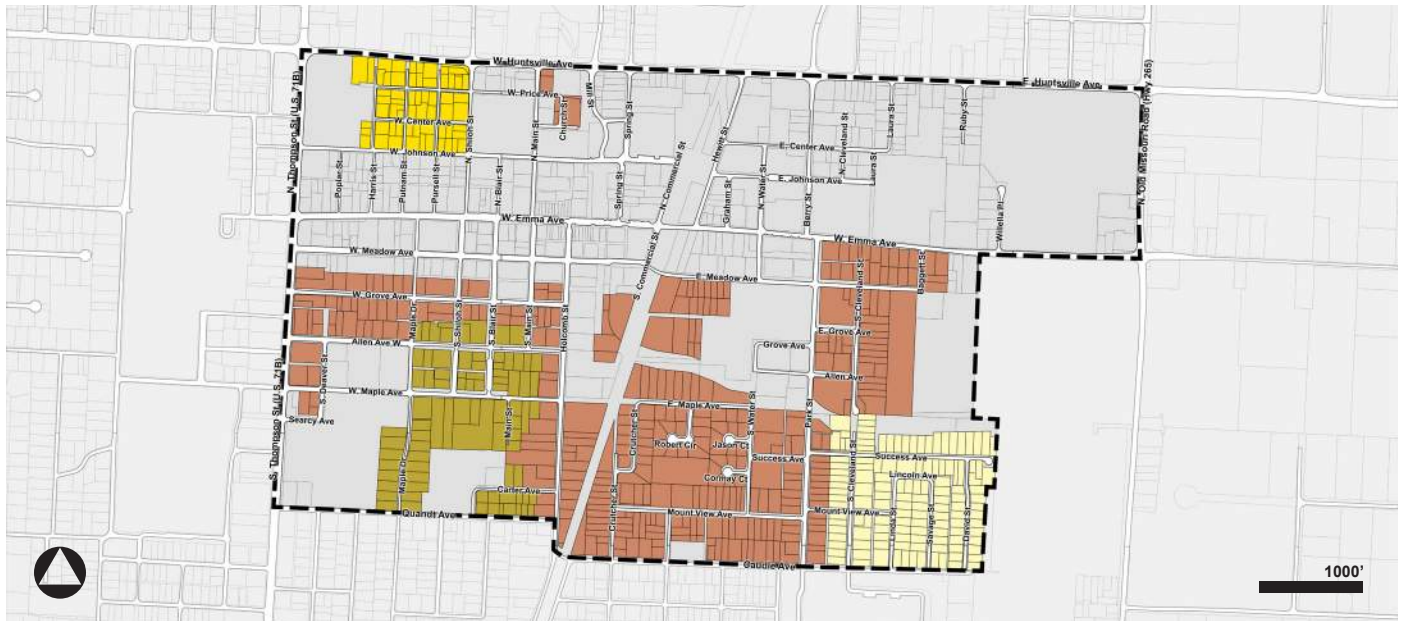 W. Huntsville Ave
E. Huntsville Ave
N. Thompson St (U.S. 71B)
N. Old Missouri Road (Hwy 265)
W. Price Ave
Mill St
Church St
Spring St
N. Main St
N. Shiloh St
W. Center Ave
W. Johnson Ave
N. Commercial St
Hewitt St
E. Center Ave
N. Cleveland St
Laura St
Ruby St
E. Johnson Ave
Laura St
Poplar St
Harris St
Putnam St
Pursell St
N. Blair St
Spring St
Graham St
N. Water St
Berry St
Willella Pl
W. Emma Ave
W. Emma Ave
W. Meadow Ave
E. Meadow Ave
S. Commercial St
S. Cleveland St
Baggett St
W. Grove Ave
Maple Dr
S. Shiloh St
S. Blair St
S. Main St
Holcomb St
E. Grove Ave
Grove Ave
Allen Ave W
Allen Ave
S. Thompson St (U.S. 71B)
S. Deaver St
W. Maple Ave
Searcy Ave
Main St
E. Maple Ave
Crutcher St
S. Water St
Park St
Robert Cir
Jason Ct
Success Ave
Success Ave
S. Cleveland St
Lincoln Ave
Maple Dr
Carter Ave
Crutcher St
Mount View Ave
Mount View Ave
Linda St
Savage St
David St
Quandt Ave
Caudle Ave
1000’